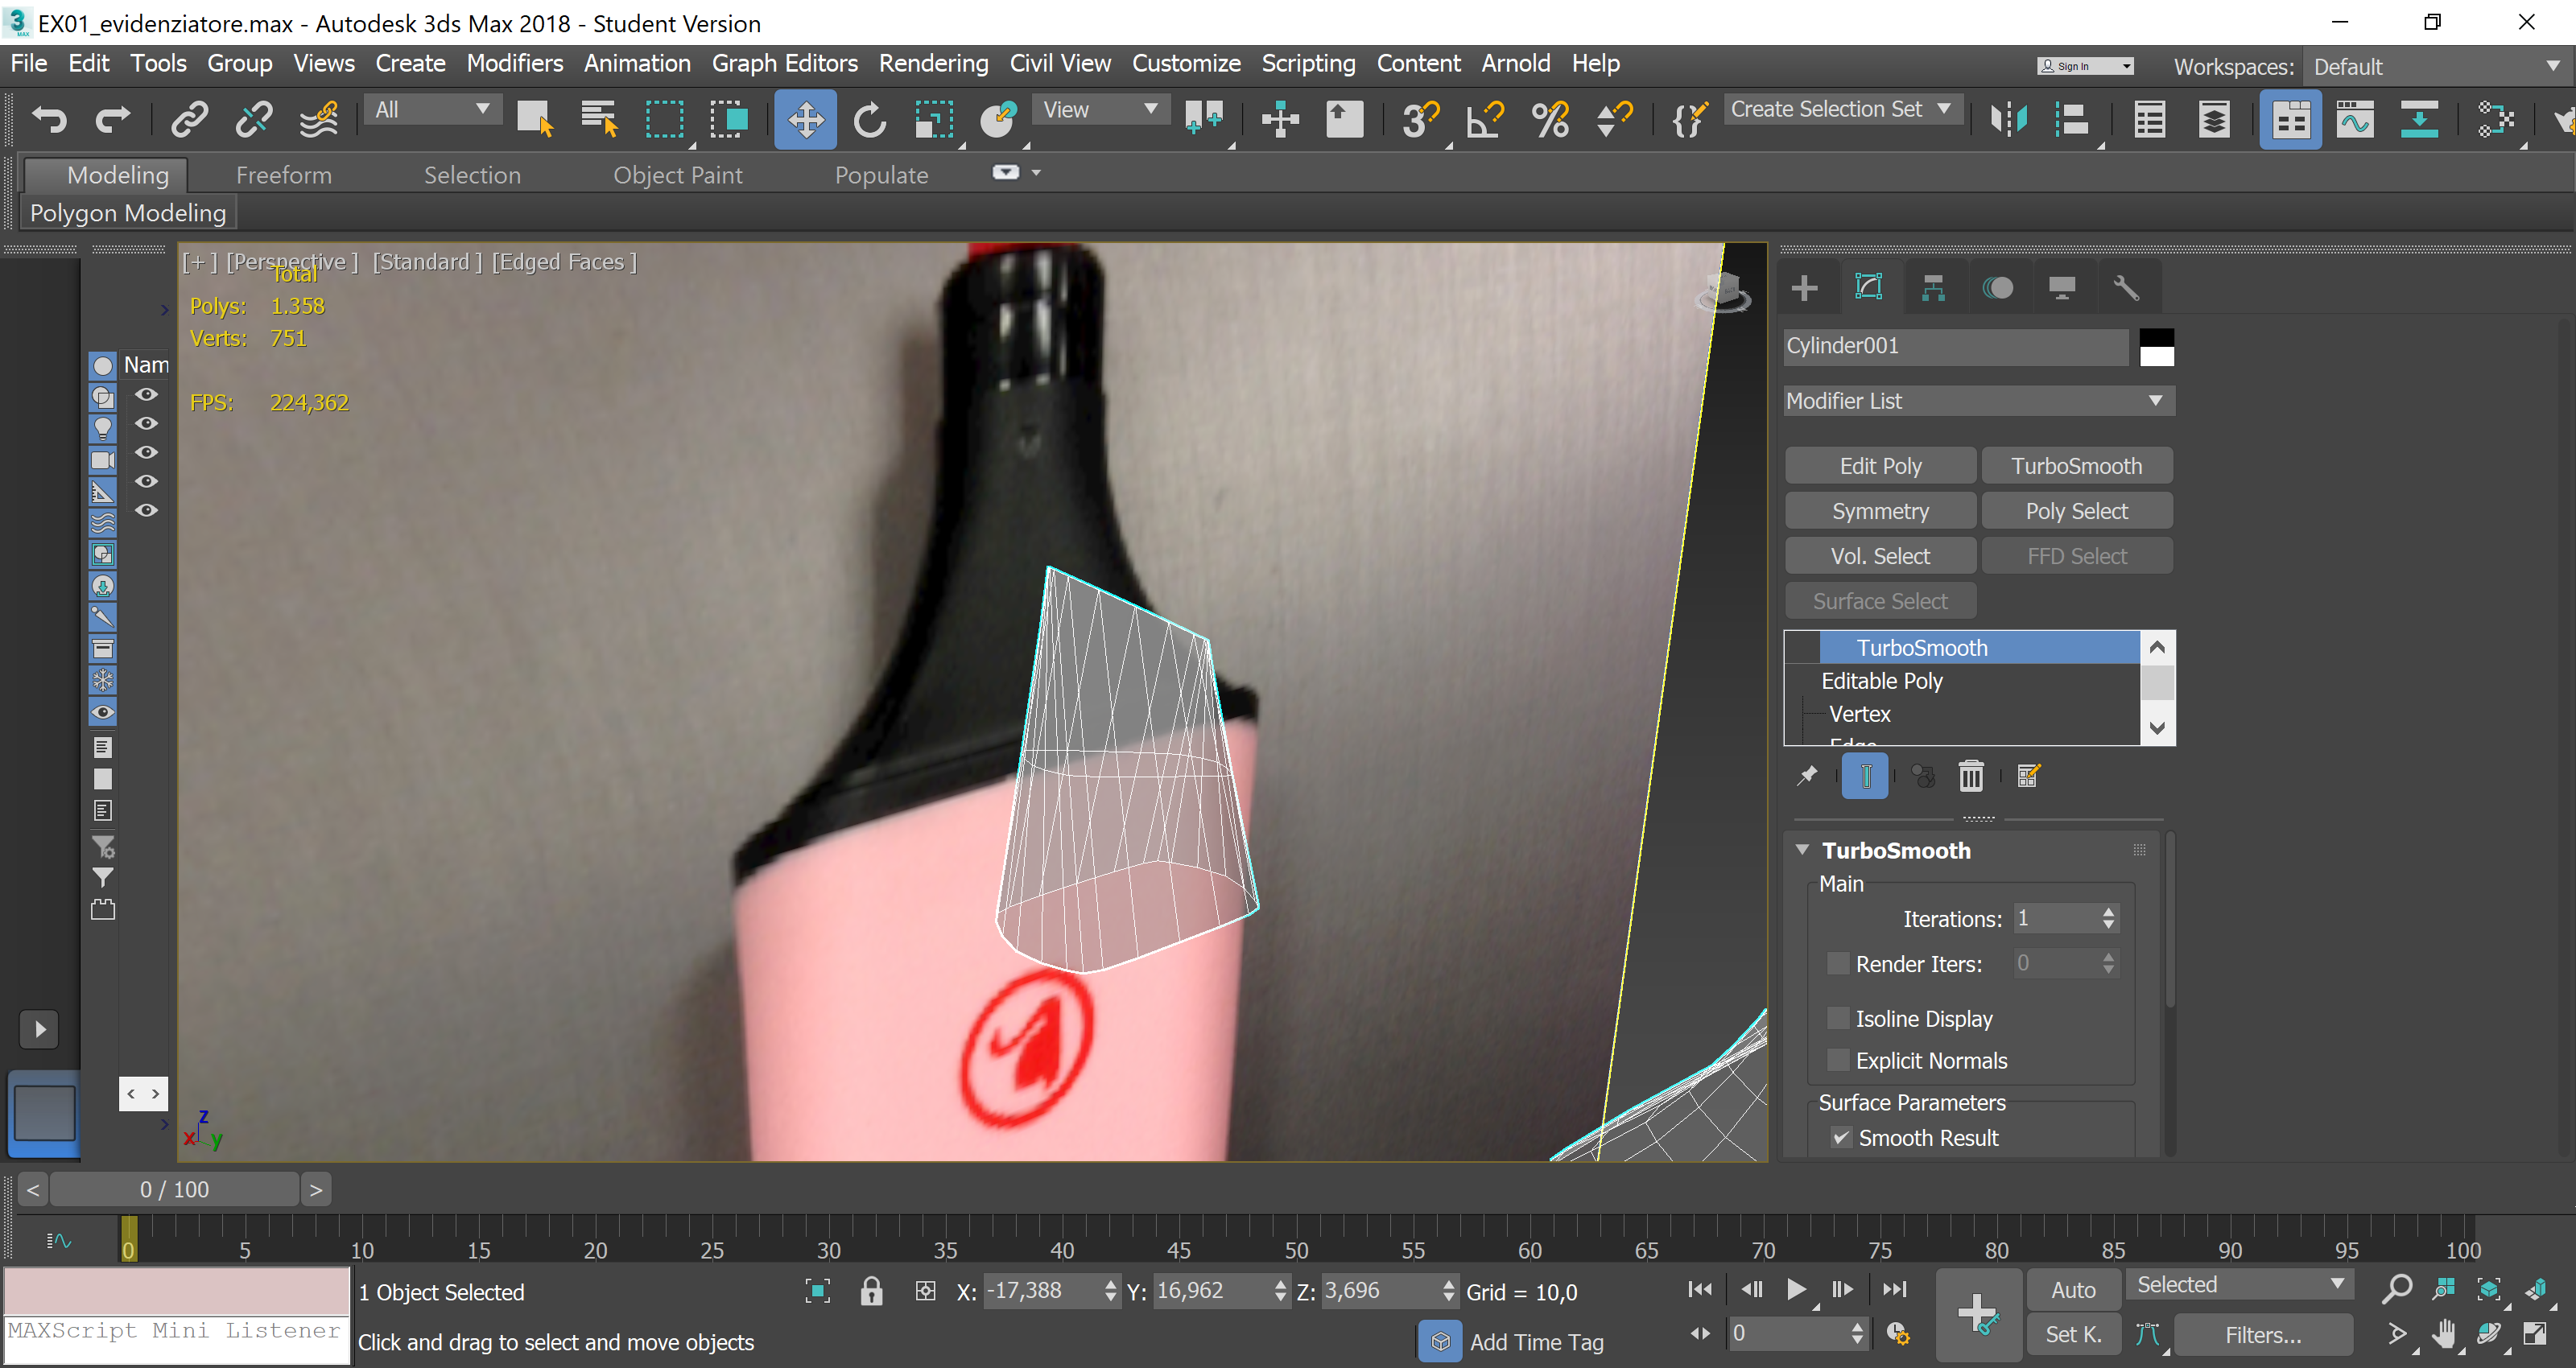 EX01_evidenziatore.max - Autodesk 3ds Max 2018 - Student Version
File Edit Tools Group Views Create Modifiers Animation Graph Editors Rendering Civil View Customize Scripting Content Arnold Help
Sign In Workspaces: Default
All View Create Selection Set
Modeling Freeform Selection Object Paint Populate
Polygon Modeling
[+] [Perspective] [Standard] [Edged Faces]
Total
Polys: 1.358
Verts: 751
FPS: 224,362
Nam
z
x y
Cylinder001
Modifier List
Edit Poly TurboSmooth
Symmetry Poly Select
Vol. Select FFD Select
Surface Select
TurboSmooth
Editable Poly
Vertex
Edge
TurboSmooth
Main
Iterations: 1
Render Iters: 0
Isoline Display
Explicit Normals
Surface Parameters
Smooth Result
< 0 / 100 >
0 5 10 15 20 25 30 35 40 45 50 55 60 65 70 75 80 85 90 95 100
1 Object Selected X: -17,388 Y: 16,962 Z: 3,696 Grid = 10,0 Auto Selected
MAXScript Mini Listener Click and drag to select and move objects Add Time Tag 0 Set K. Filters...